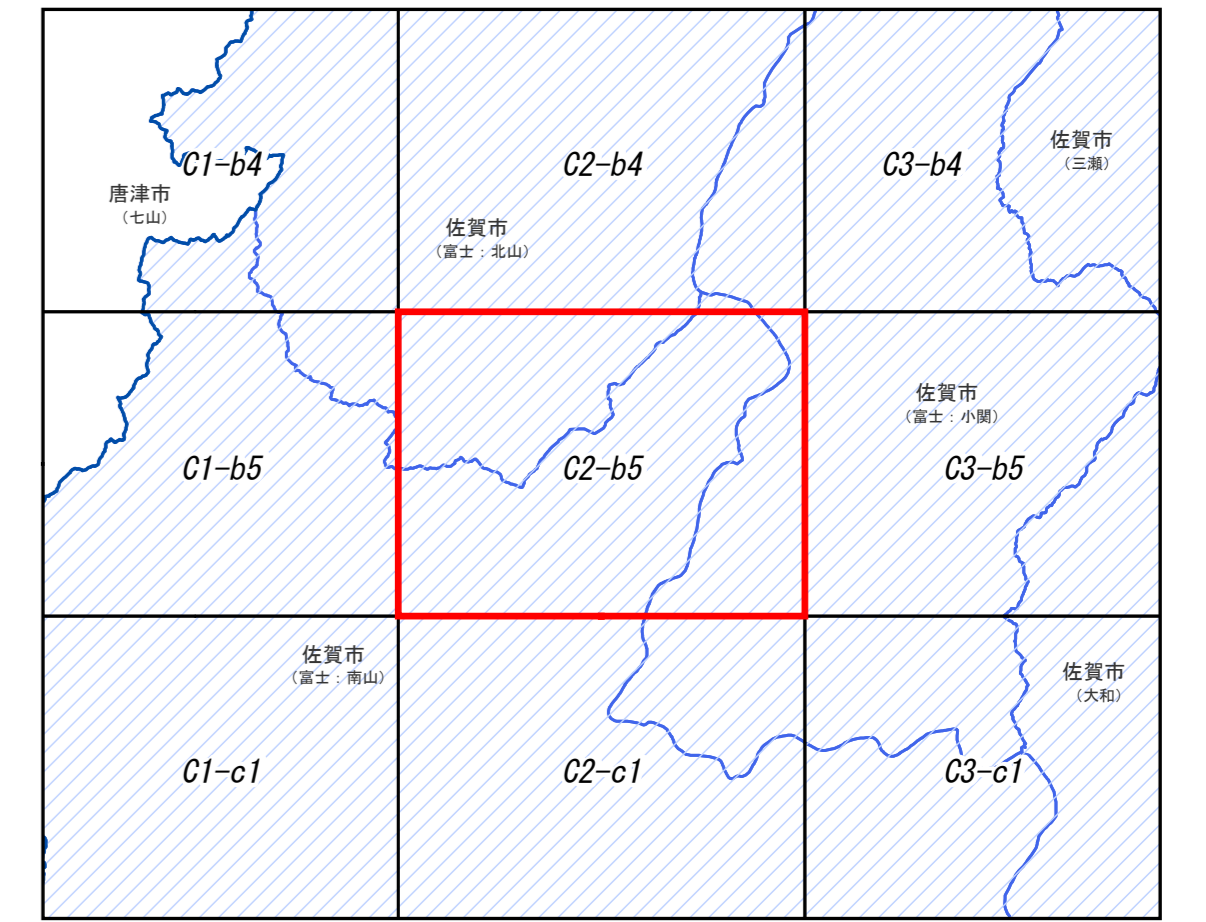 C1-b4
C2-b4
C3-b4
佐賀市
（三瀬）
唐津市
（七山）
佐賀市
（富士：北山）
佐賀市
（富士：小関）
C1-b5
C2-b5
C3-b5
佐賀市
（富士：南山）
佐賀市
（大和）
C1-c1
C2-c1
C3-c1